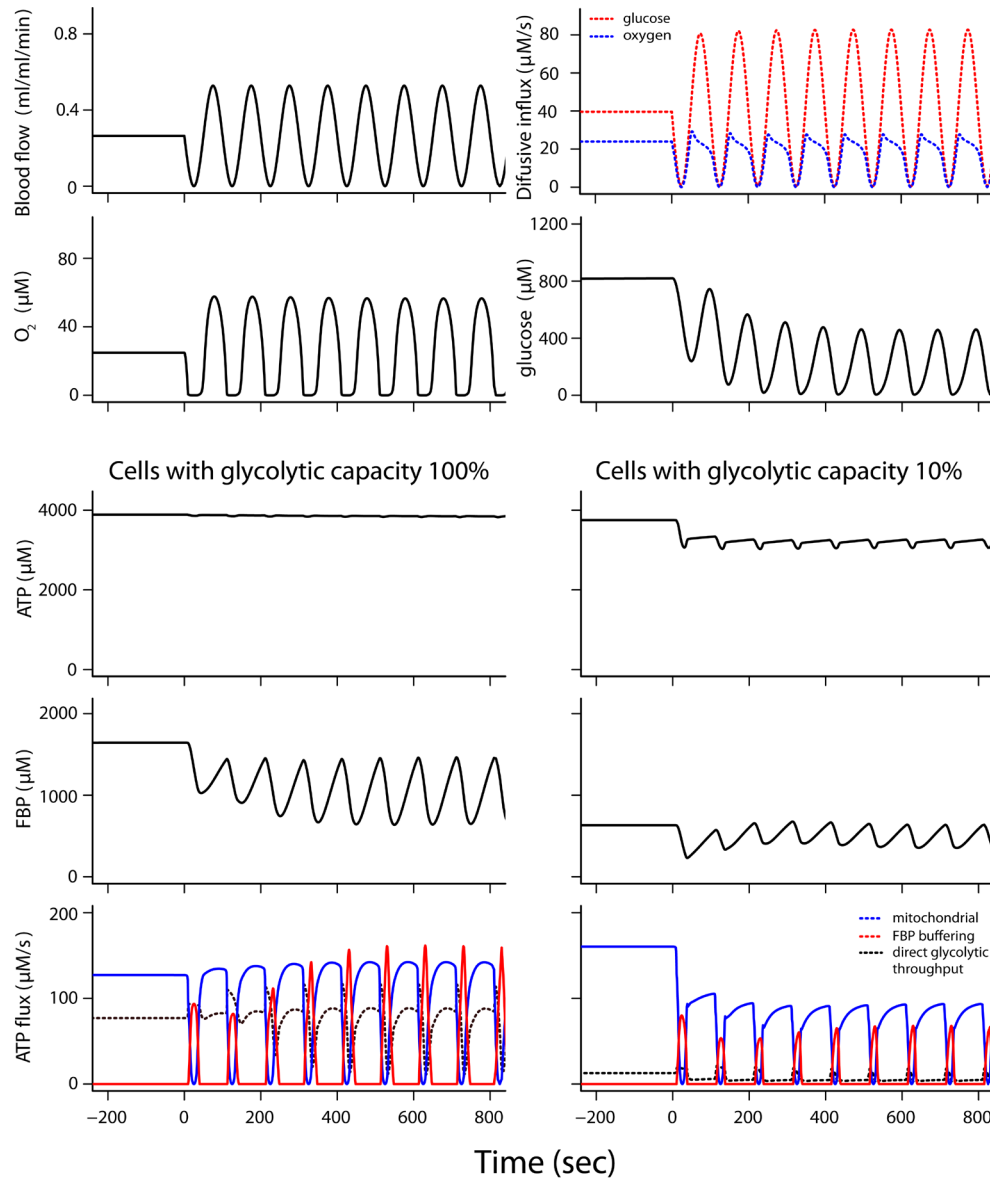 Blood flow (ml/ml/min)
0.8
0.4
0
Difusive influx (µM/s)
80
60
40
20
0
glucose
oxygen
O2 (µM)
80
40
0
glucose (µM)
1200
800
400
0
Cells with glycolytic capacity 100%
Cells with glycolytic capacity 10%
ATP (µM)
4000
2000
0
FBP (µM)
2000
1000
0
ATP flux (µM/s)
200
100
0
mitochondrial
FBP buffering
direct glycolytic
throughput
−200 0 200 400 600 800
−200 0 200 400 600 800
Time (sec)